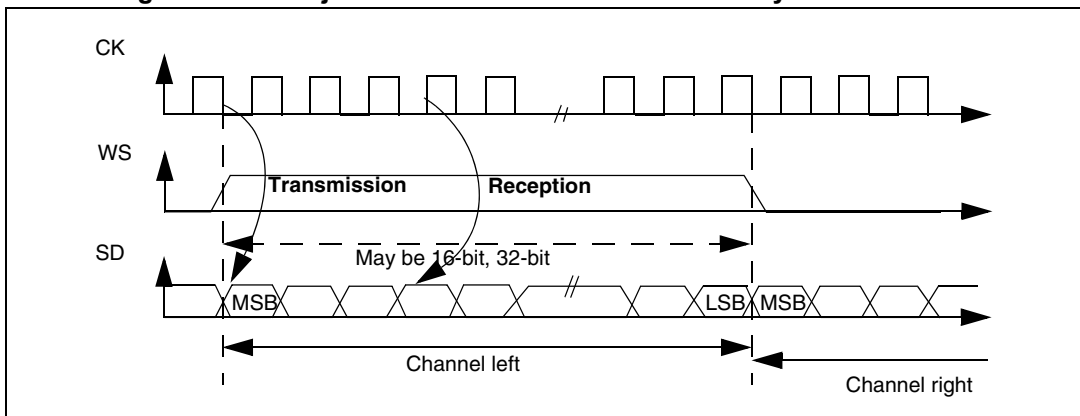 CK
WS
Transmission Reception
May be 16-bit, 32-bit
SD
MSB LSB MSB
Channel left
Channel right